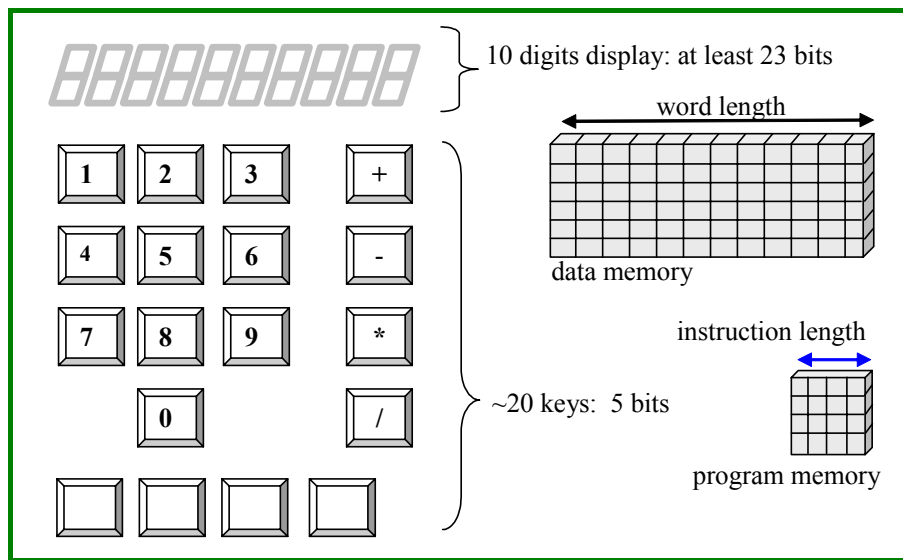 10 digits display: at least 23 bits
word length
1 2 3 +
4 5 6 -
data memory
7 8 9 *
instruction length
0 /
~20 keys: 5 bits
program memory